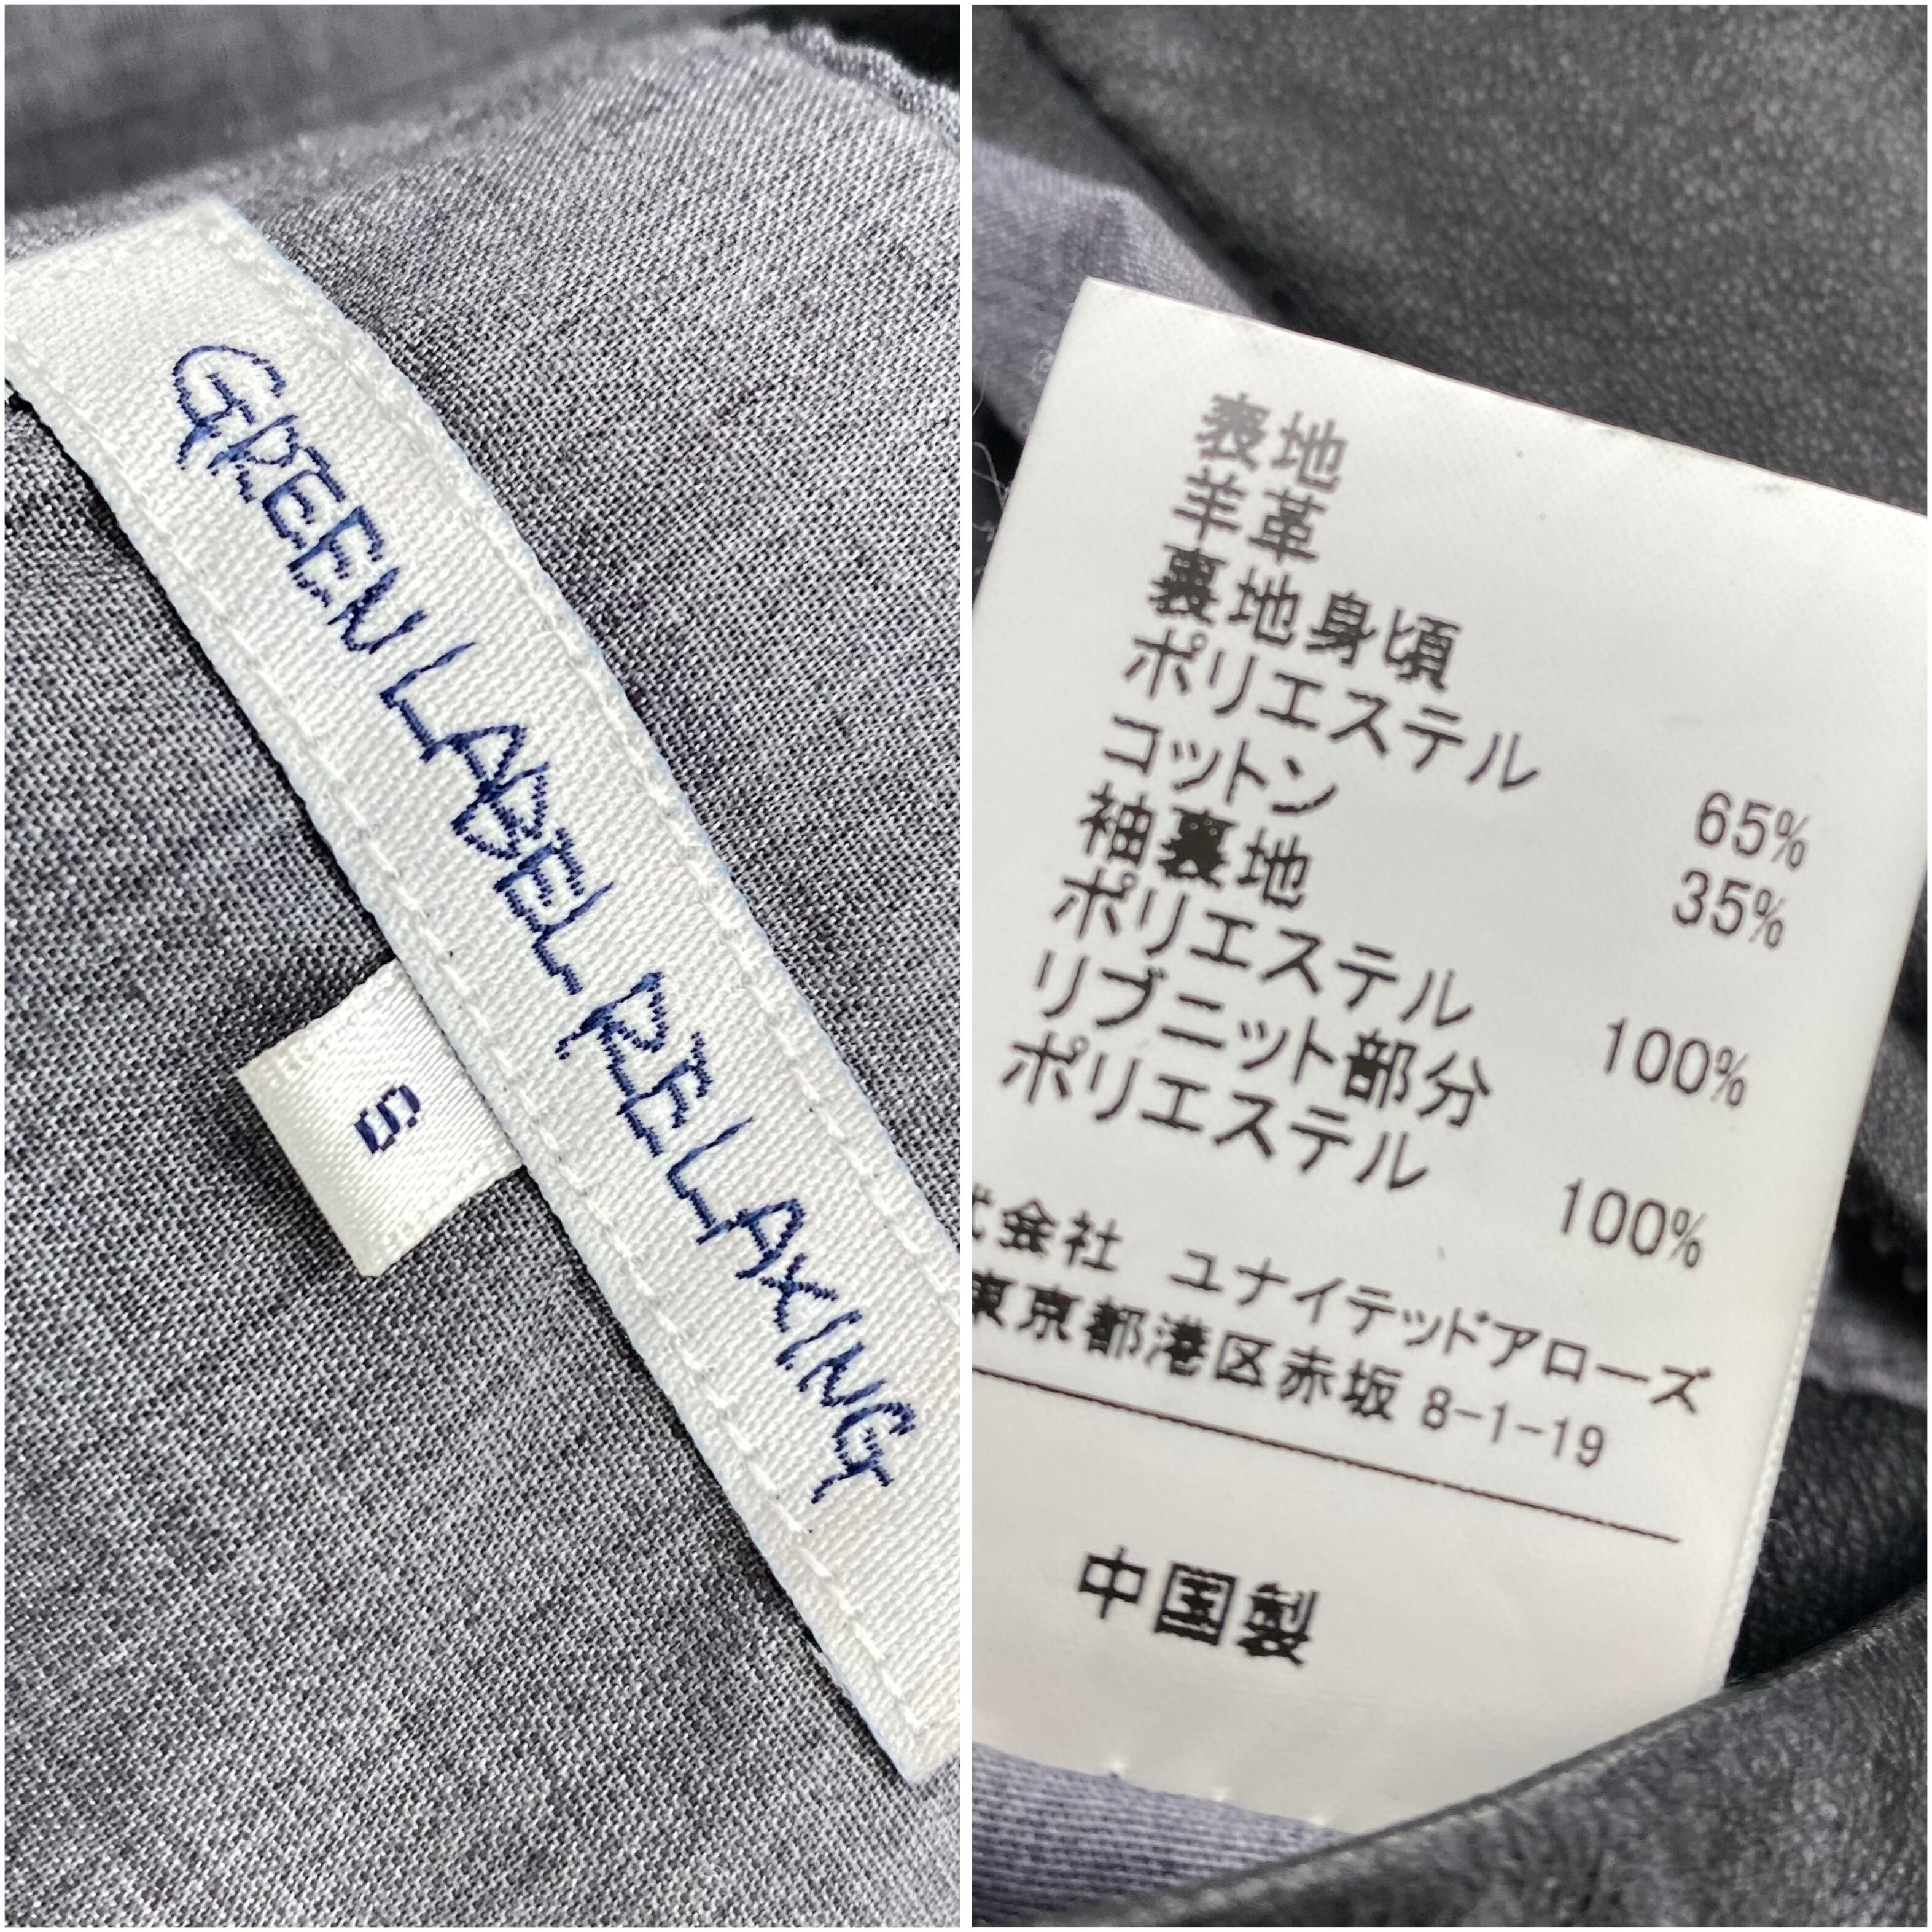 GREEN LABEL RELAXING
S
表地
羊革
裏地身頃
ポリエステル 65%
コットン 35%
袖裏地
ポリエステル 100%
リブニット部分
ポリエステル 100%
式会社 ユナイテッドアローズ
東京都港区赤坂 8-1-19
中国製